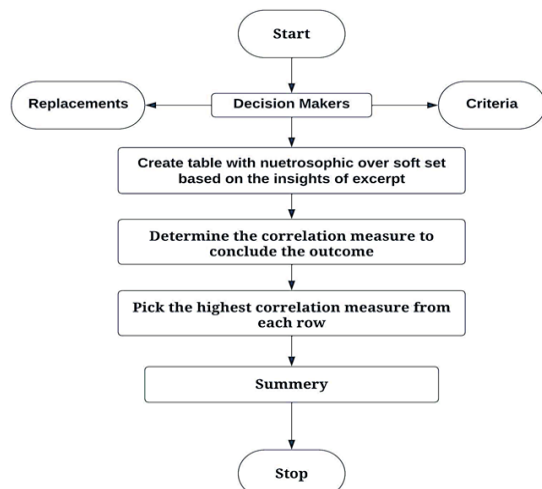 Start
Replacements
Decision Makers
Criteria
Create table with nuetrosophic over soft set
based on the insights of excerpt
Determine the correlation measure to
conclude the outcome
Pick the highest correlation measure from
each row
Summery
Stop